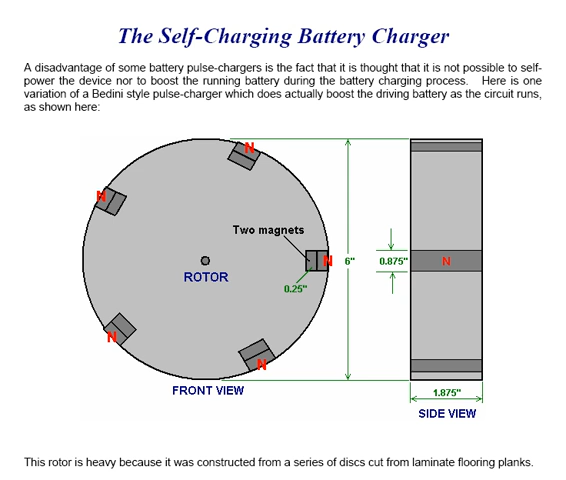 The Self-Charging Battery Charger
A disadvantage of some battery pulse-chargers is the fact that it is thought that it is not possible to self-
power the device nor to boost the running battery during the battery charging process. Here is one
variation of a Bedini style pulse-charger which does actually boost the driving battery as the circuit runs,
as shown here:
N
N
Two magnets
N
6"
0.875"
N
ROTOR
0.25"
N
N
FRONT VIEW
1.875"
SIDE VIEW
This rotor is heavy because it was constructed from a series of discs cut from laminate flooring planks.